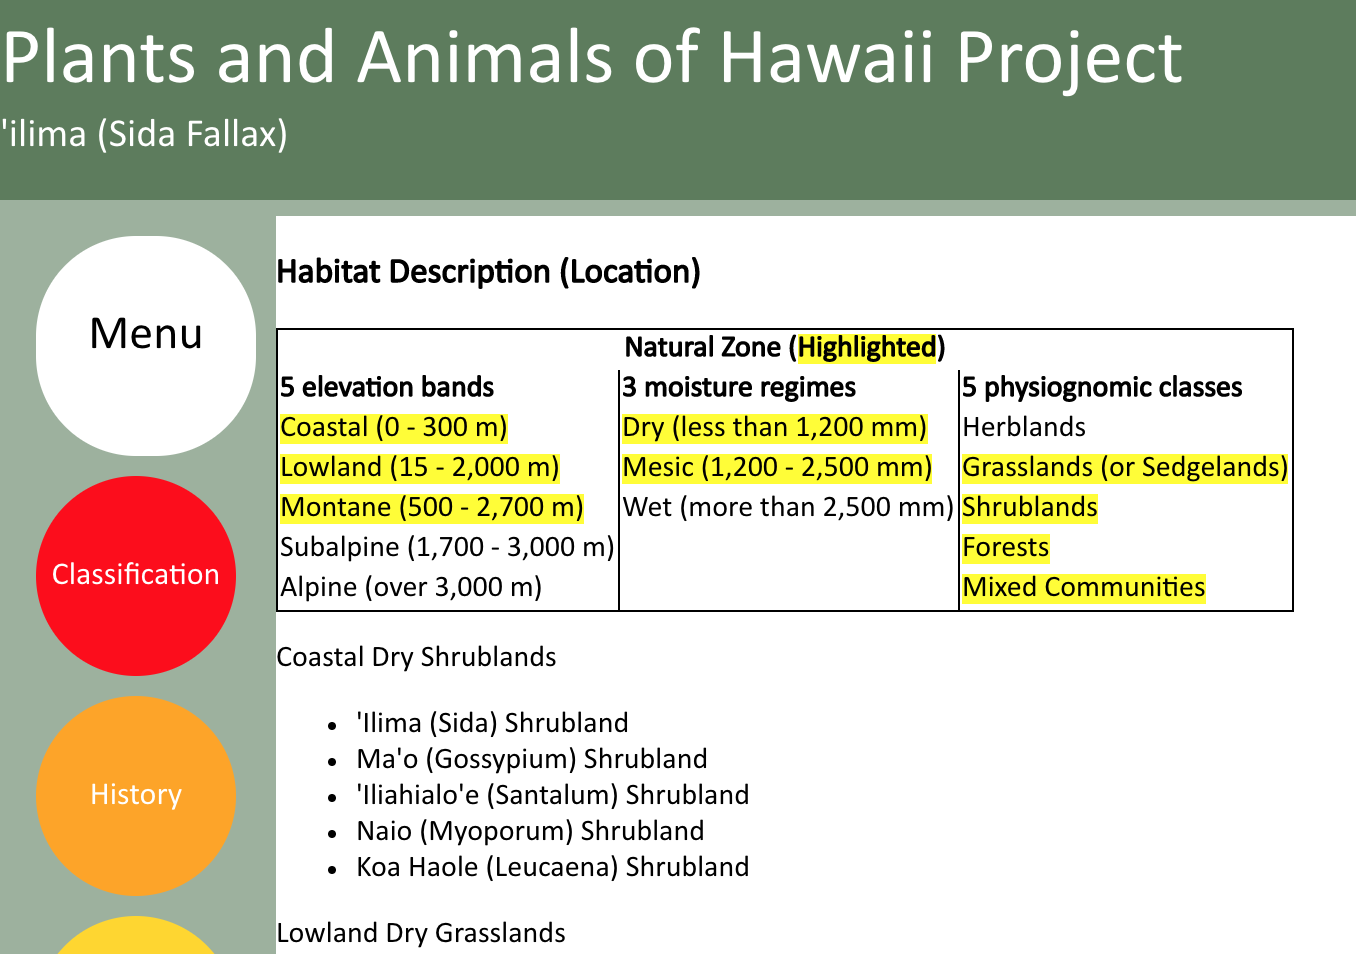 Plants and Animals of Hawaii Project
'ilima (Sida Fallax)
Menu
Classification
History
Habitat Description (Location)
Natural Zone (Highlighted)
5 elevation bands 3 moisture regimes 5 physiognomic classes
Coastal (0 - 300 m) Dry (less than 1,200 mm) Herblands
Lowland (15 - 2,000 m) Mesic (1,200 - 2,500 mm) Grasslands (or Sedgelands)
Montane (500 - 2,700 m) Wet (more than 2,500 mm) Shrublands
Subalpine (1,700 - 3,000 m) Forests
Alpine (over 3,000 m) Mixed Communities
Coastal Dry Shrublands
• 'Ilima (Sida) Shrubland
• Ma'o (Gossypium) Shrubland
• 'Iliahialo'e (Santalum) Shrubland
• Naio (Myoporum) Shrubland
• Koa Haole (Leucaena) Shrubland
Lowland Dry Grasslands